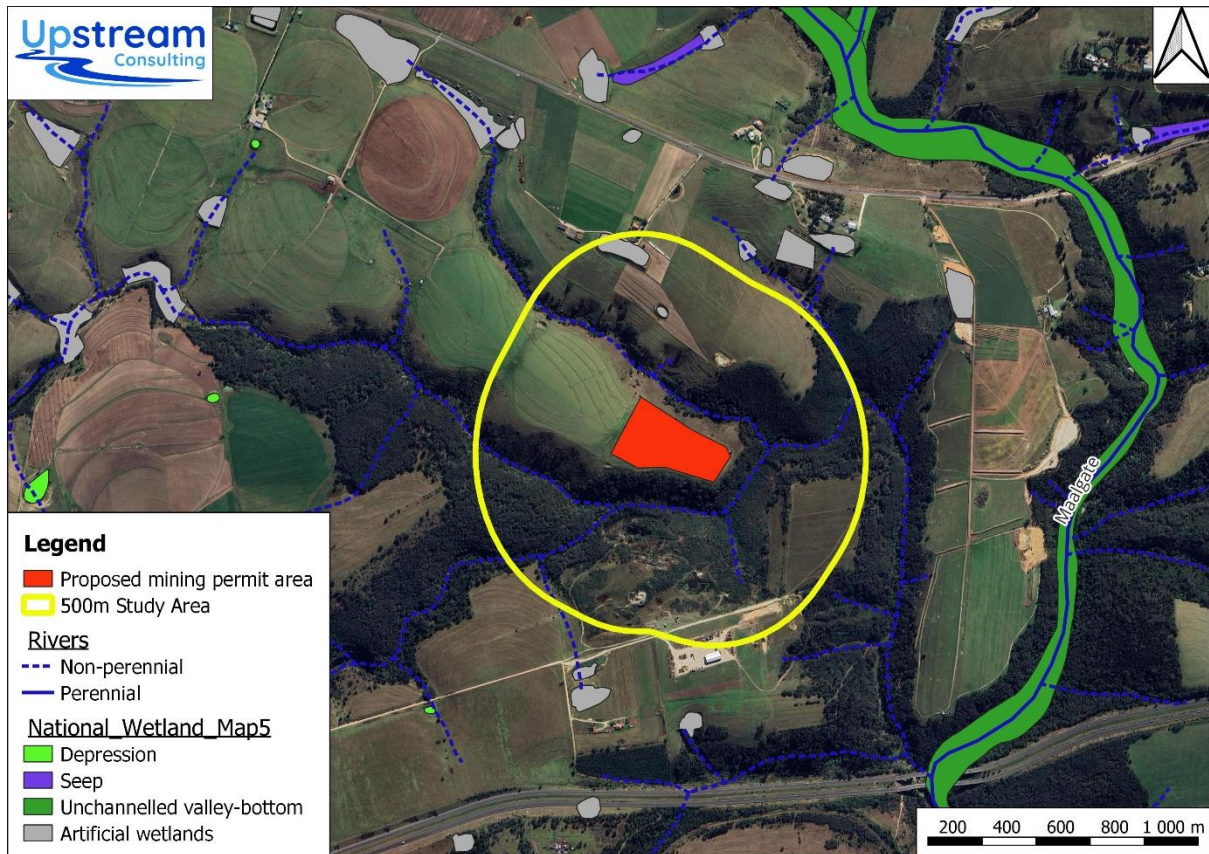 Upstream
Consulting
Maalgate
Legend
Proposed mining permit area
500m Study Area
Rivers
Non-perennial
Perennial
National_Wetland_Map5
Depression
Seep
Unchannelled valley-bottom
Artificial wetlands
200 400 600 800 1 000 m